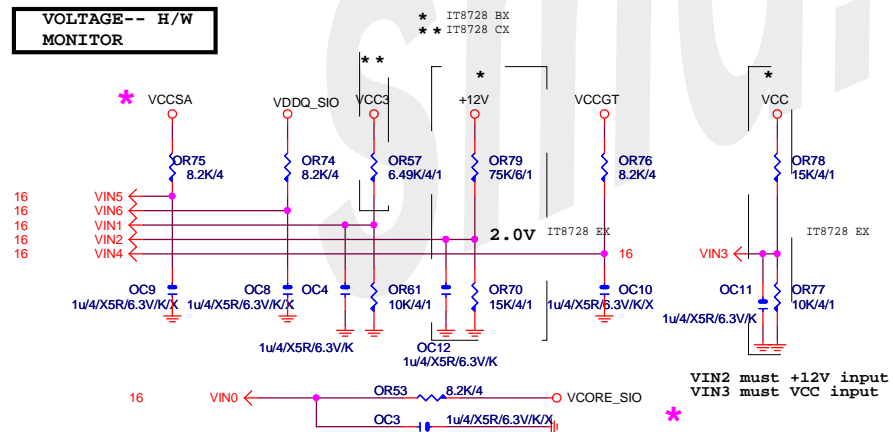 VOLTAGE-- H/W
MONITOR
* IT8728 BX
** IT8728 CX
** 
* 
*
* VCCSA
VDDQ_SIO
VCC3
+12V
VCCGT
VCC
OR75
8.2K/4
OR74
8.2K/4
OR57
6.49K/4/1
OR79
75K/6/1
OR76
8.2K/4
OR78
15K/4/1
16 VIN5
16 VIN6
16 VIN1
16 VIN2
16 VIN4
2.0V IT8728 EX
16
VIN3
IT8728 EX
OC9
1u/4/X5R/6.3V/K/X
OC8
1u/4/X5R/6.3V/K/X
OC4
1u/4/X5R/6.3V/K
OR61
10K/4/1
OC12
1u/4/X5R/6.3V/K
OR70
15K/4/1
OC10
1u/4/X5R/6.3V/K/X
OC11
1u/4/X5R/6.3V/K
OR77
10K/4/1
16 VIN0
OR53 8.2K/4
VCORE_SIO
OC3 1u/4/X5R/6.3V/K/X
VIN2 must +12V input
VIN3 must VCC input
*